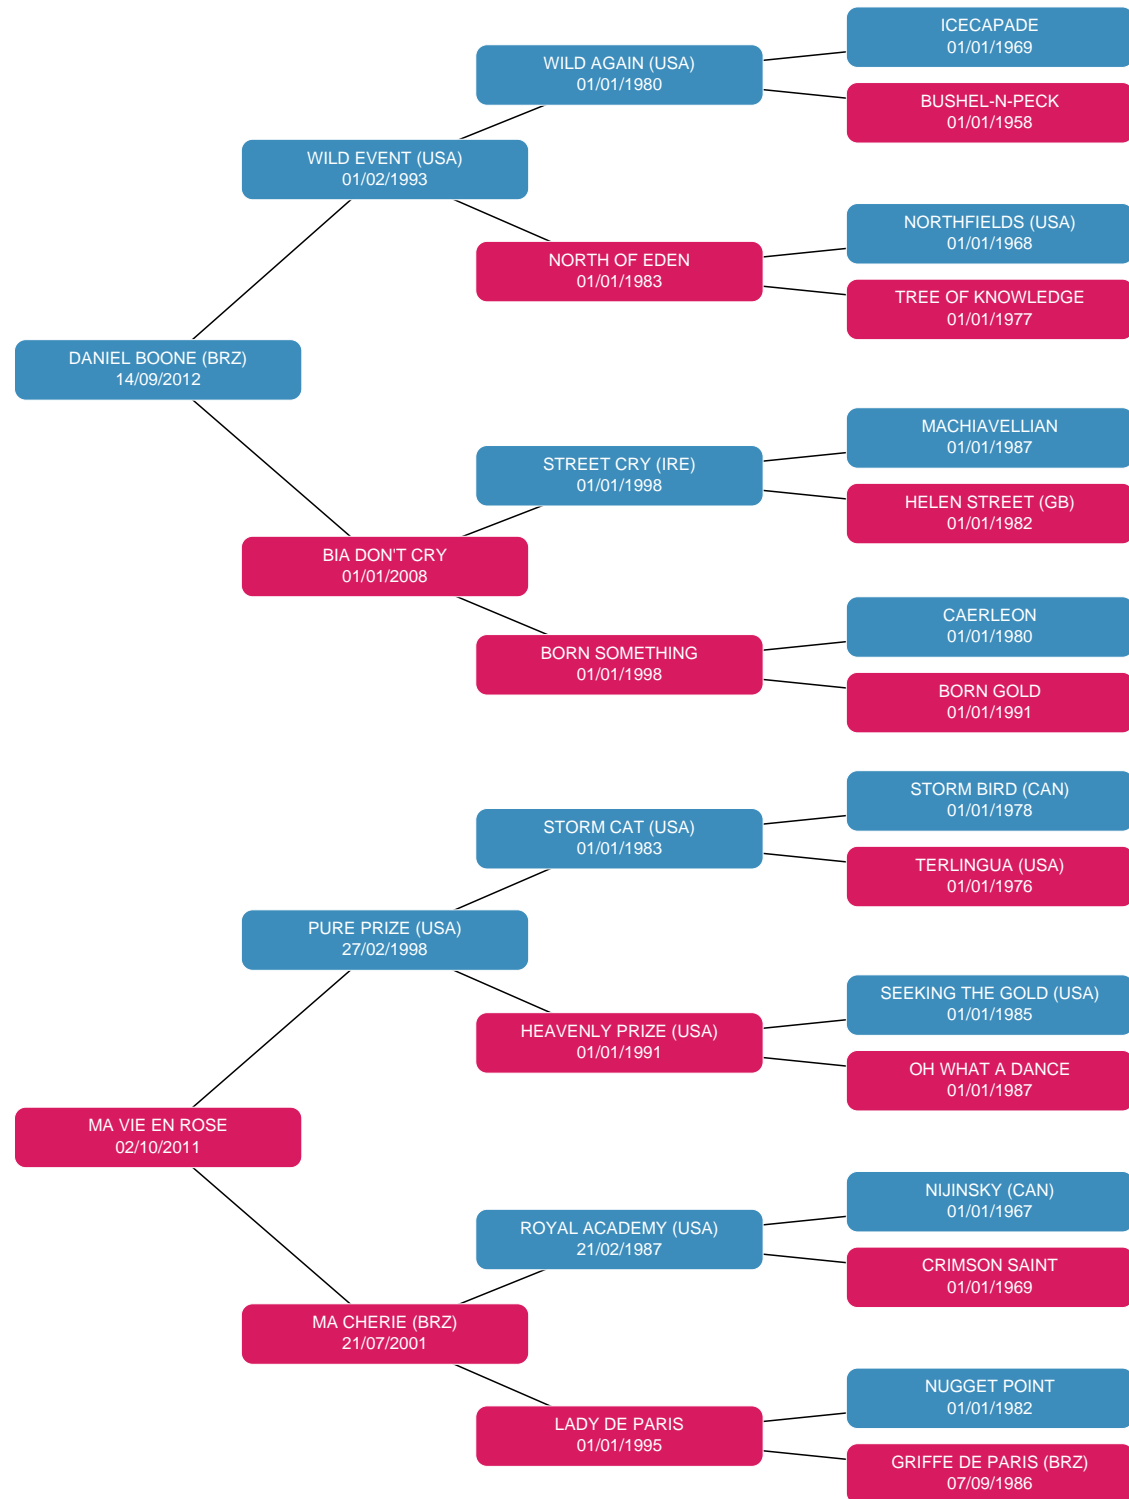 ICECAPADE
01/01/1969
WILD AGAIN (USA)
01/01/1980
BUSHEL-N-PECK
01/01/1958
WILD EVENT (USA)
01/02/1993
NORTHFIELDS (USA)
01/01/1968
NORTH OF EDEN
01/01/1983
TREE OF KNOWLEDGE
01/01/1977
DANIEL BOONE (BRZ)
14/09/2012
MACHIAVELLIAN
01/01/1987
STREET CRY (IRE)
01/01/1998
HELEN STREET (GB)
01/01/1982
BIA DON'T CRY
01/01/2008
CAERLEON
01/01/1980
BORN SOMETHING
01/01/1998
BORN GOLD
01/01/1991
STORM BIRD (CAN)
01/01/1978
STORM CAT (USA)
01/01/1983
TERLINGUA (USA)
01/01/1976
PURE PRIZE (USA)
27/02/1998
SEEKING THE GOLD (USA)
01/01/1985
HEAVENLY PRIZE (USA)
01/01/1991
OH WHAT A DANCE
01/01/1987
MA VIE EN ROSE
02/10/2011
NIJINSKY (CAN)
01/01/1967
ROYAL ACADEMY (USA)
21/02/1987
CRIMSON SAINT
01/01/1969
MA CHERIE (BRZ)
21/07/2001
NUGGET POINT
01/01/1982
LADY DE PARIS
01/01/1995
GRIFFE DE PARIS (BRZ)
07/09/1986